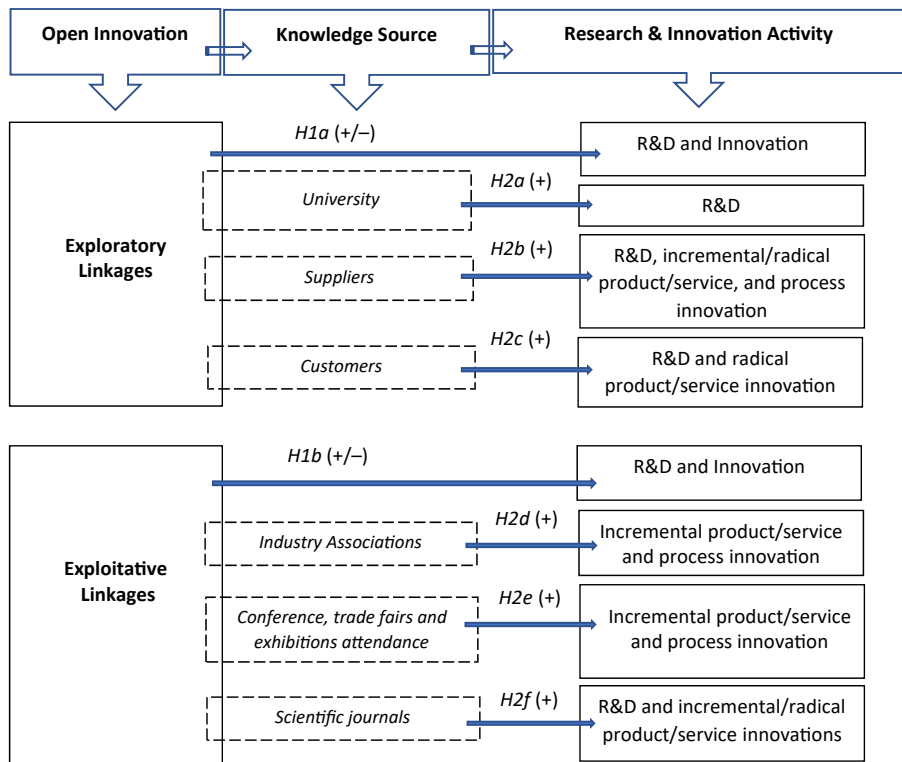 Open Innovation
Knowledge Source
Research & Innovation Activity
Exploratory
Linkages
H1a (+/–)
R&D and Innovation
University
H2a (+)
R&D
Suppliers
H2b (+)
R&D, incremental/radical
product/service, and process
innovation
Customers
H2c (+)
R&D and radical
product/service innovation
Exploitative
Linkages
H1b (+/–)
R&D and Innovation
Industry Associations
H2d (+)
Incremental product/service
and process innovation
Conference, trade fairs and
exhibitions attendance
H2e (+)
Incremental product/service
and process innovation
Scientific journals
H2f (+)
R&D and incremental/radical
product/service innovations